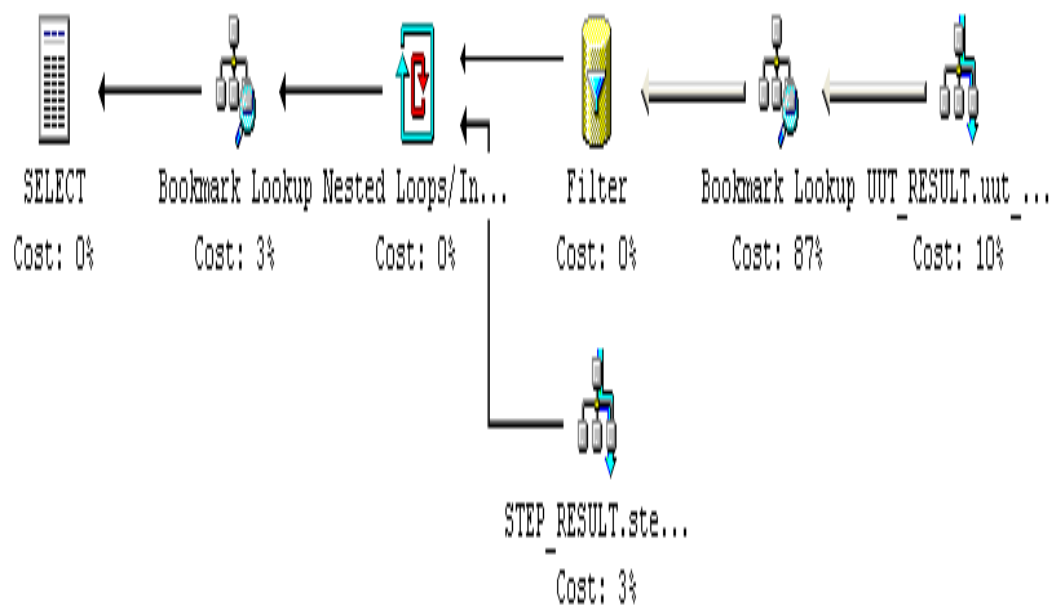 SELECT
Cost: 0%
Bookmark Lookup
Cost: 3%
Nested Loops/In...
Cost: 0%
Filter
Cost: 0%
Bookmark Lookup
Cost: 87%
UUT_RESULT.uut_...
Cost: 10%
STEP_RESULT.ste...
Cost: 3%